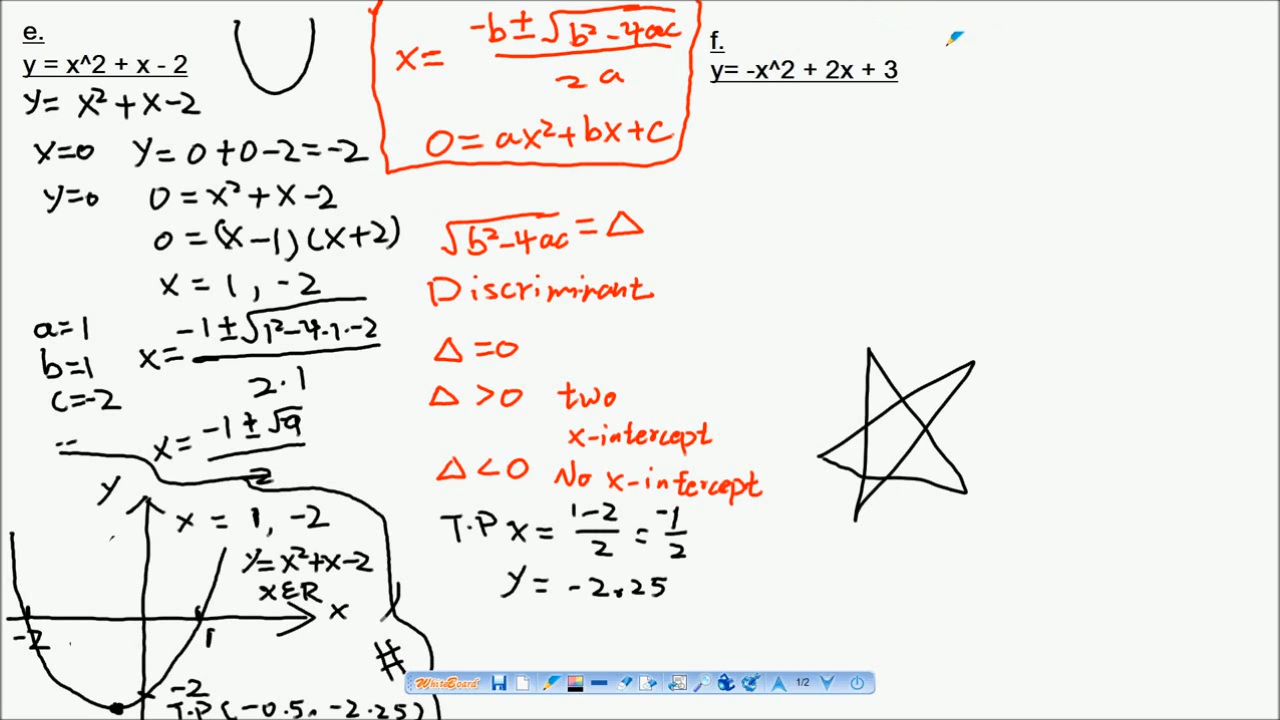 e.
y = x^2 + x - 2
y = x² + x - 2
x=0 y = 0 + 0 - 2 = -2
y=0 0 = x² + x - 2
0 = (x - 1) (x + 2)
x = 1, -2
a=1
b=1
c=-2
x = -1 ± √1² - 4·1·-2 / 2·1
x = -1 ± √9 / 2
x = 1, -2
y
y = x² + x - 2
x∈R
x
-2
1
-2
T.P (-0.5, -2.25)
#
x = -b ± √b² - 4ac / 2a
0 = ax² + bx + c
√b² - 4ac = Δ
Discriminant
Δ = 0
Δ > 0 two
x-intercept
Δ < 0 No x-intercept
T.P x = 1-2 / 2 = -1 / 2
y = -2.25
f.
y= -x^2 + 2x + 3
WhiteBoard
1/2